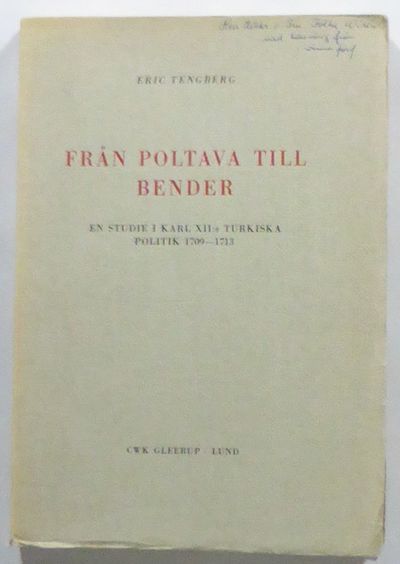 ERIC TENGBERG
FRÅN POLTAVA TILL
BENDER
EN STUDIE I KARL XII:s TURKISKA
POLITIK 1709—1713
CWK GLEERUP · LUND